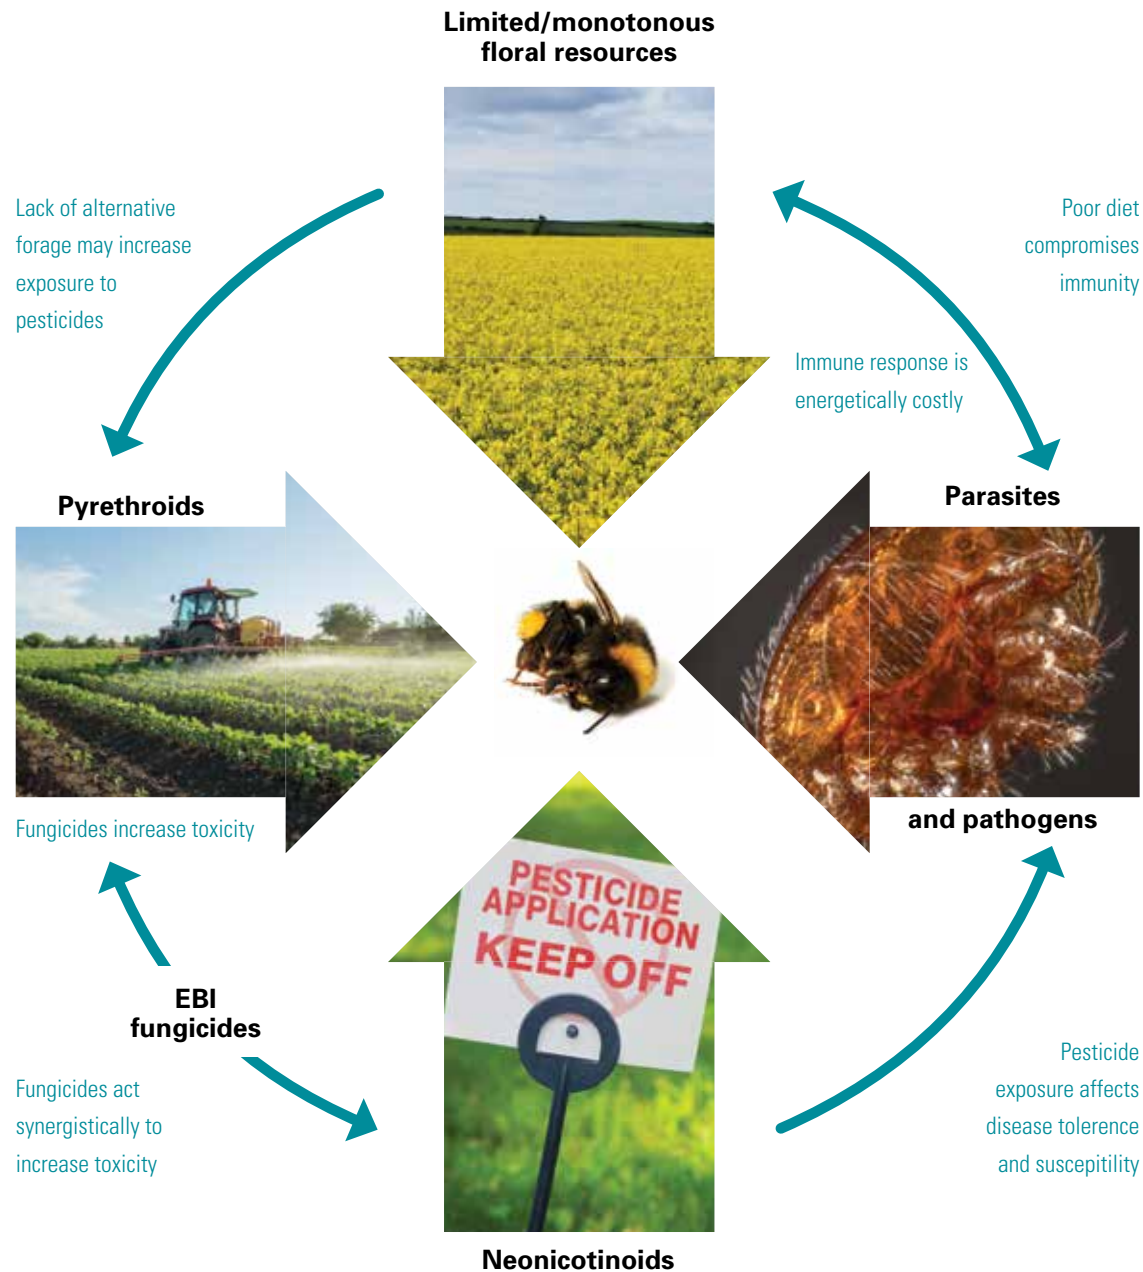 Limited/monotonous
floral resources
Lack of alternative
forage may increase
exposure to
pesticides
Poor diet
compromises
immunity
Immune response is
energetically costly
Pyrethroids
Parasites
Fungicides increase toxicity
and pathogens
PESTICIDE
APPLICATION
KEEP OFF
EBI
fungicides
Fungicides act
synergistically to
increase toxicity
Pesticide
exposure affects
disease tolerence
and suscepitility
Neonicotinoids